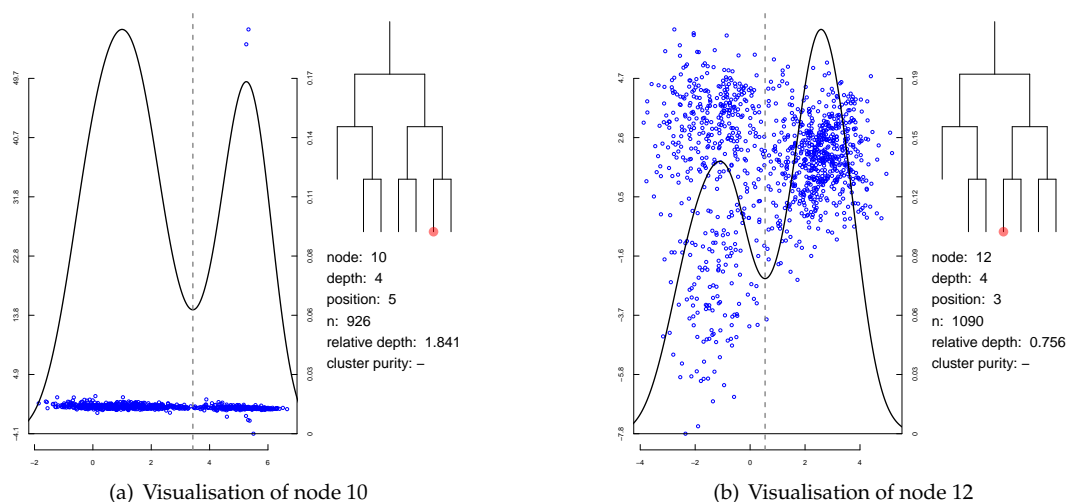 49.7
40.7
31.8
22.8
13.8
4.9
-4.1
0.17
0.14
0.11
0.08
0.06
0.03
0
-2
0
2
4
6
node: 10
depth: 4
position: 5
n: 926
relative depth: 1.841
cluster purity: –
(a) Visualisation of node 10
4.7
2.6
0.5
-1.6
-3.7
-5.8
-7.8
0.19
0.15
0.12
0.09
0.06
0.03
0
-4
-2
0
2
4
node: 12
depth: 4
position: 3
n: 1090
relative depth: 0.756
cluster purity: –
(b) Visualisation of node 12